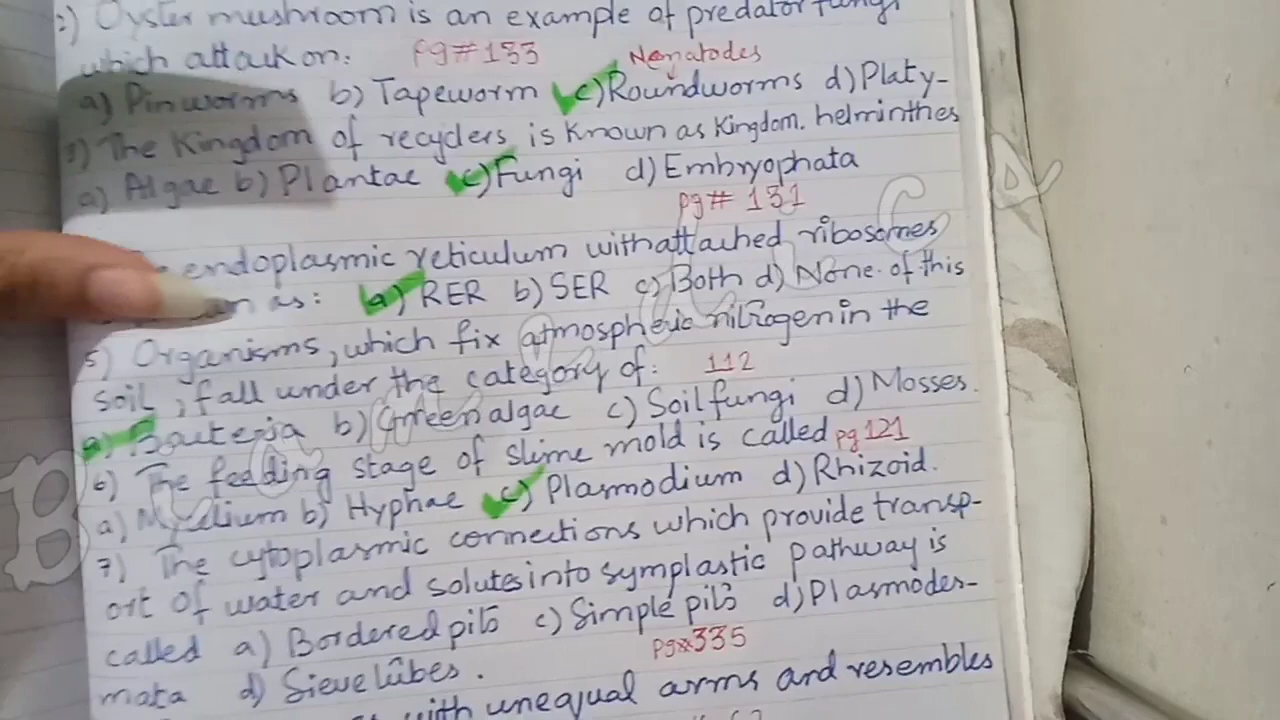 2) Oyster mushroom is an example of predator fungi
which attack on: pg#133 Nematodes
a) Pinworms b) Tapeworm c) Roundworms d) Platy-
3) The Kingdom of recyclers is known as Kingdom. helminthes
a) Algae b) Plantae c) Fungi d) Embryophata
pg# 131
endoplasmic reticulum with attached ribosomes
as: a) RER b) SER c) Both d) None of this
5) Organisms, which fix atmospheric nitrogen in the
soil, fall under the category of: 112
a) Bacteria b) Green algae c) Soil fungi d) Mosses.
6) The feeding stage of slime mold is called pg 121
a) Mycelium b) Hyphae c) Plasmodium d) Rhizoid.
7) The cytoplasmic connections which provide transp-
ort of water and solutes into symplastic pathway is
called a) Bordered pits c) Simple pits d) Plasmodes-
mata d) Sieve tubes. pg#335
with unequal arms and resembles